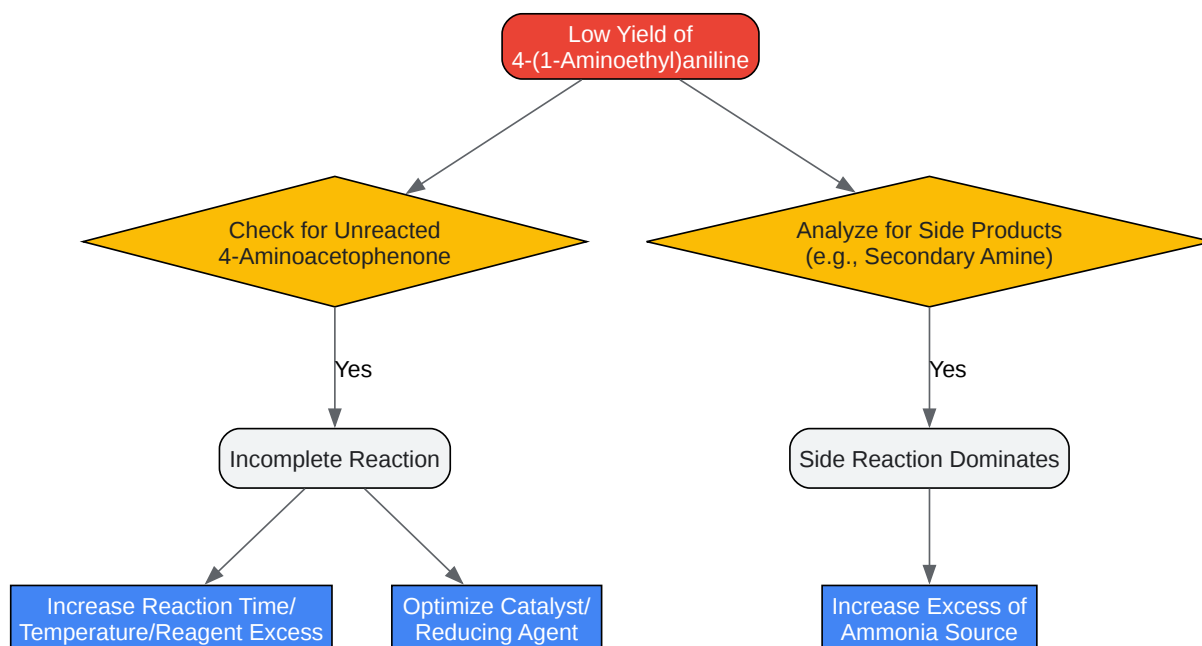 Low Yield of
4-(1-Aminoethyl)aniline
Check for Unreacted
4-Aminoacetophenone
Analyze for Side Products
(e.g., Secondary Amine)
Yes
Yes
Incomplete Reaction
Side Reaction Dominates
Increase Reaction Time/
Temperature/Reagent Excess
Optimize Catalyst/
Reducing Agent
Increase Excess of
Ammonia Source